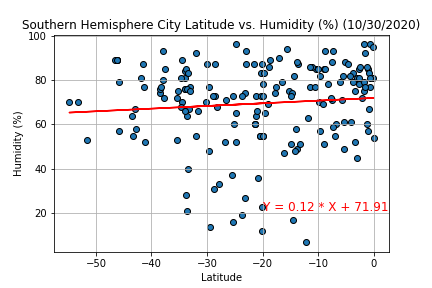 Southern Hemisphere City Latitude vs. Humidity (%) (10/30/2020)
100
80
60
40
20
Humidity (%)
Y = 0.12 * X + 71.91
−50
−40
−30
−20
−10
0
Latitude